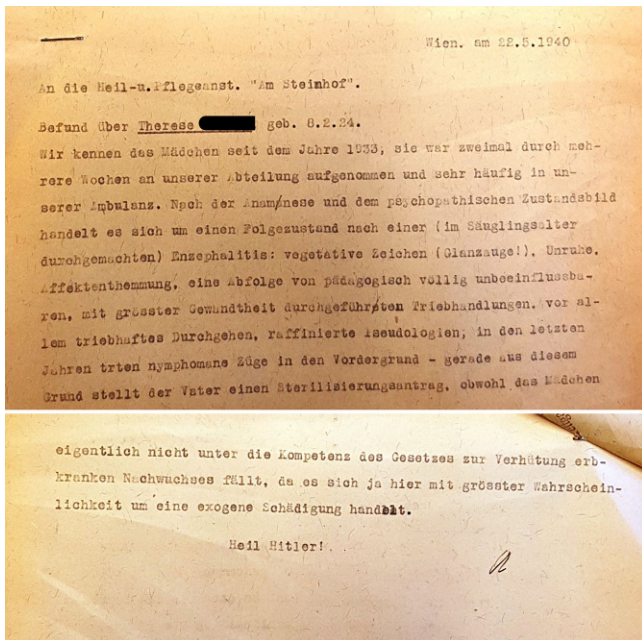 Wien. am 22.5.1940
An die Heil-u.Pflegeanst. "Am Steinhof".
Befund über Therese geb. 8.2.24.
Wir kennen das Mädchen seit dem Jahre 1933, sie war zweimal durch meh-
rere Wochen an unserer Abteilung aufgenommen und sehr häufig in un-
serer Ambulanz. Nach der Anamnese und dem psychopathischen Zustandsbild
handelt es sich um einen Folgezustand nach einer (im Säuglingsalter
durchgemachten) Enzephalitis: vegetative Zeichen (Glanzauge!), Unruhe,
Affektenthemmung, eine Abfolge von pädagogisch völlig unbeeinflussba-
ren, mit grösster Gewandtheit durchgeführten Triebhandlungen, vor al-
lem triebhaftes Durchgehen, raffinierte Pseudologien; in den letzten
Jahren trten nymphomane Züge in den Vordergrund - gerade aus diesem
Grund stellt der Vater einen Sterilisierungsantrag, obwohl das Mädchen
eigentlich nicht unter die Kompetenz des Gesetzes zur Verhütung erb-
kranken Nachwuchses fällt, da es sich ja hier mit grösster Wahrschein-
lichkeit um eine exogene Schädigung handelt.
Heil Hitler!